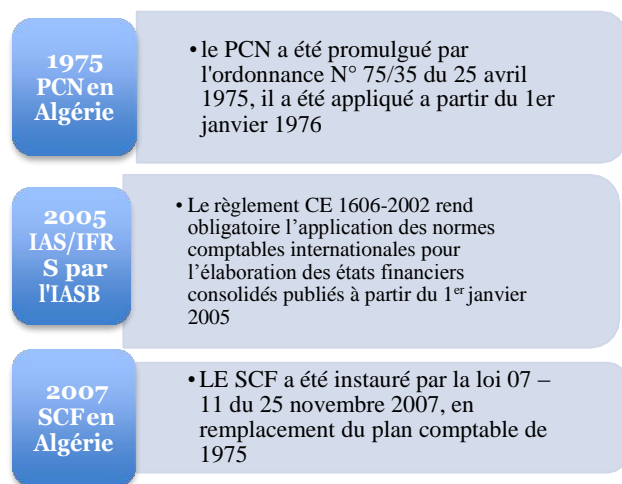 1975
PCN en
Algérie
• le PCN a été promulgué par
l'ordonnance N° 75/35 du 25 avril
1975, il a été appliqué a partir du 1er
janvier 1976
2005
IAS/IFR
S par
l'IASB
• Le règlement CE 1606-2002 rend
obligatoire l’application des normes
comptables internationales pour
l’élaboration des états financiers
consolidés publiés à partir du 1er janvier
2005
2007
SCF en
Algérie
• LE SCF a été instauré par la loi 07 –
11 du 25 novembre 2007, en
remplacement du plan comptable de
1975